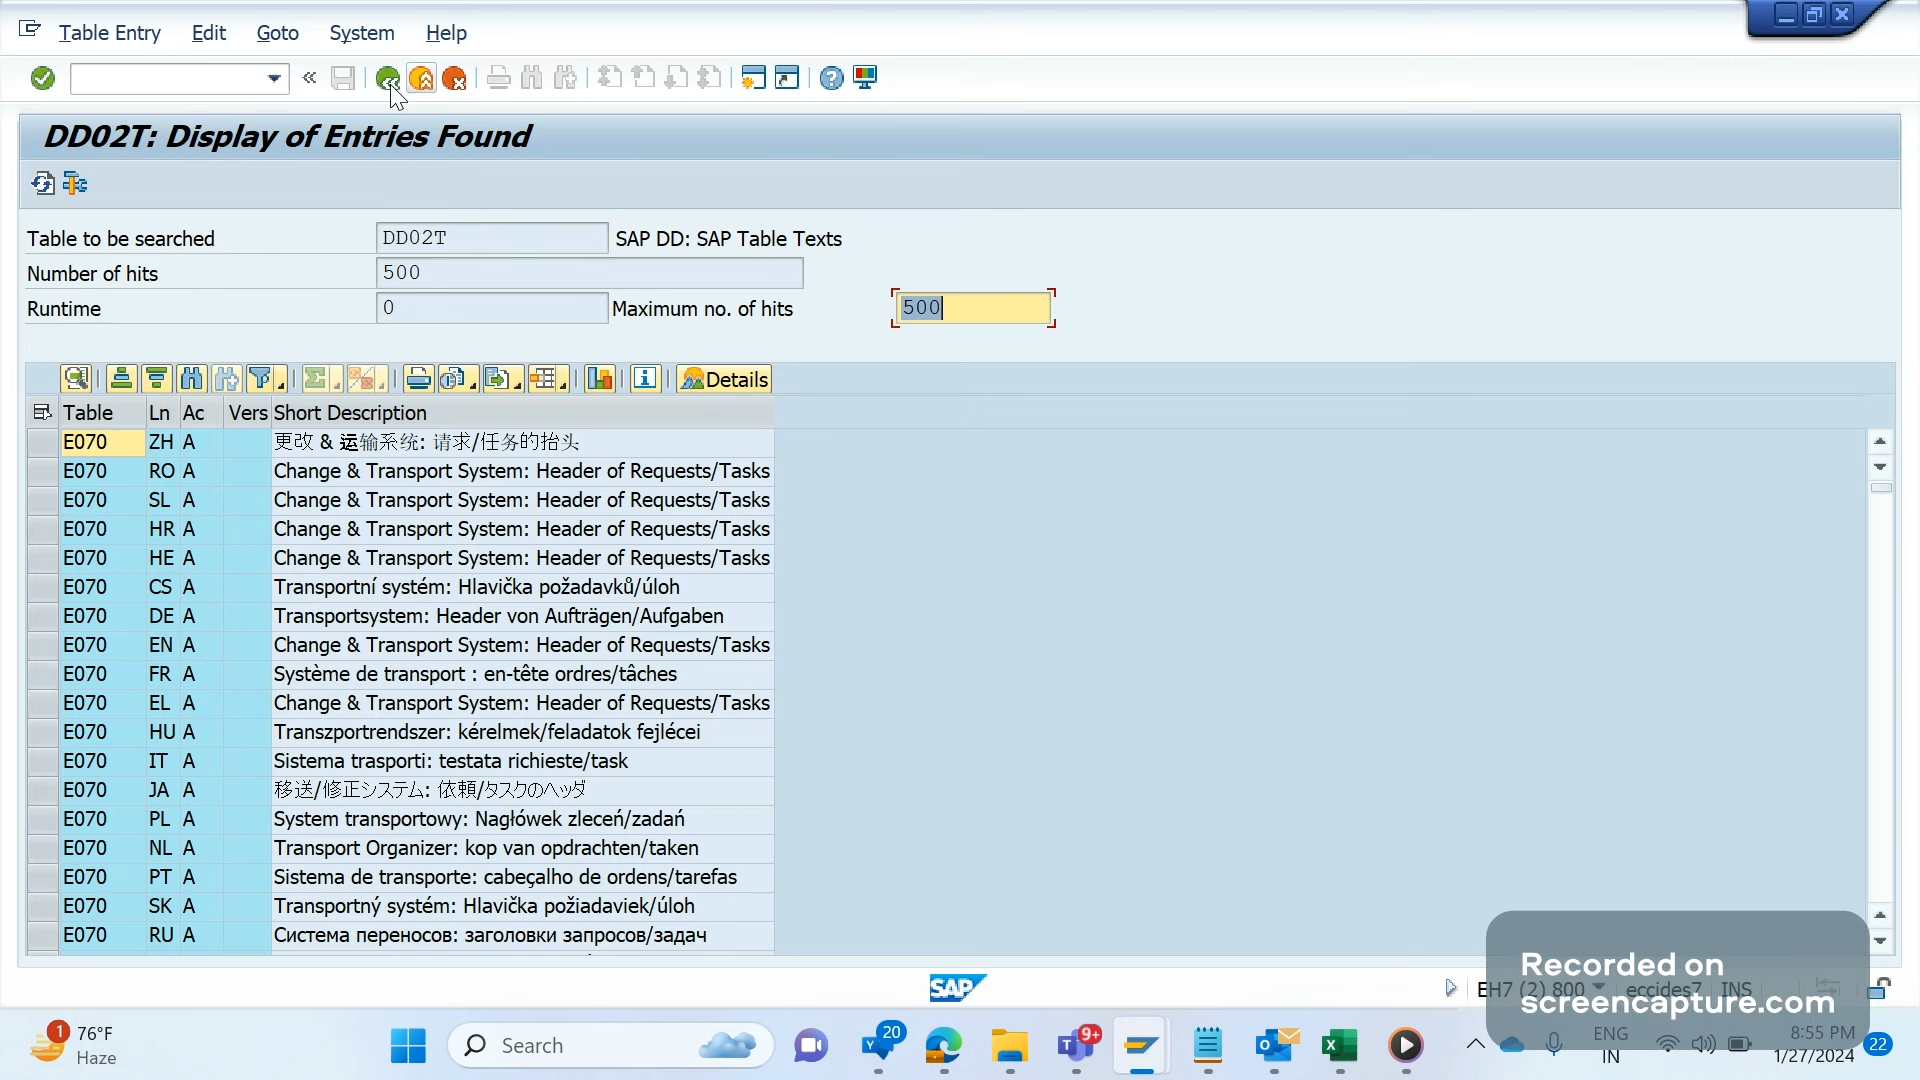 Table Entry Edit Goto System Help
DD02T: Display of Entries Found
Table to be searched DD02T SAP DD: SAP Table Texts
Number of hits 500
Runtime 0 Maximum no. of hits 500
Details
Table Ln Ac Vers Short Description
E070 ZH A 更改 & 运输系统: 请求/任务的抬头
E070 RO A Change & Transport System: Header of Requests/Tasks
E070 SL A Change & Transport System: Header of Requests/Tasks
E070 HR A Change & Transport System: Header of Requests/Tasks
E070 HE A Change & Transport System: Header of Requests/Tasks
E070 CS A Transportní systém: Hlavička požadavků/úloh
E070 DE A Transportsystem: Header von Aufträgen/Aufgaben
E070 EN A Change & Transport System: Header of Requests/Tasks
E070 FR A Système de transport : en-tête ordres/tâches
E070 EL A Change & Transport System: Header of Requests/Tasks
E070 HU A Transzportrendszer: kérelmek/feladatok fejlécei
E070 IT A Sistema trasporti: testata richieste/task
E070 JA A 移送/修正システム: 依頼/タスクのヘッダ
E070 PL A System transportowy: Nagłówek zleceń/zadań
E070 NL A Transport Organizer: kop van opdrachten/taken
E070 PT A Sistema de transporte: cabeçalho de ordens/tarefas
E070 SK A Transportný systém: Hlavička požiadaviek/úloh
E070 RU A Система переносов: заголовки запросов/задач
SAP EH7 (2) 800 eccides7 INS
Recorded on
screencapture.com
1 76°F
Haze
Search
20
9+
ENG
IN
8:55 PM
1/27/2024
22